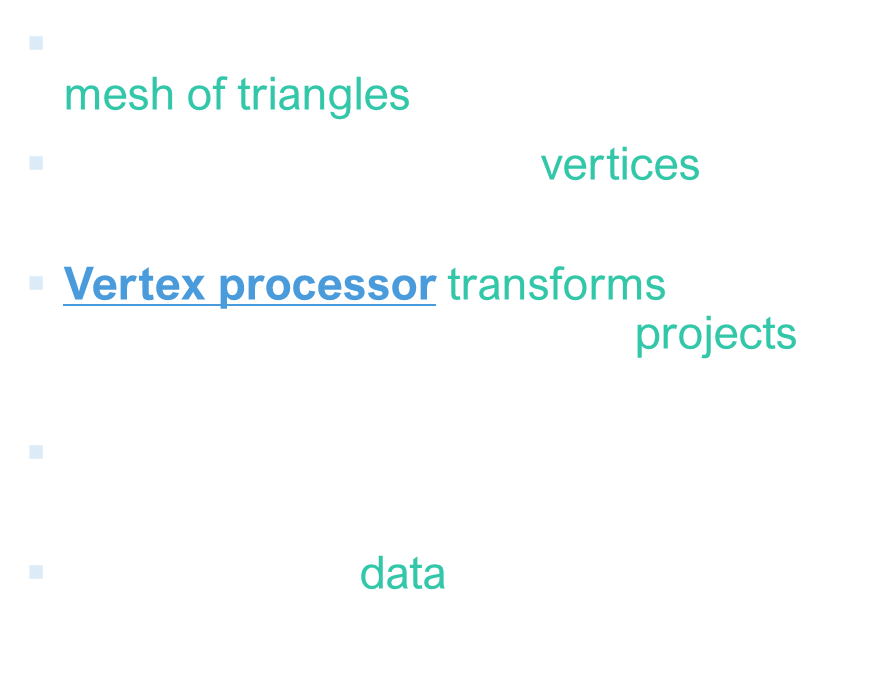 mesh of triangles
vertices
Vertex processor transforms
projects
data